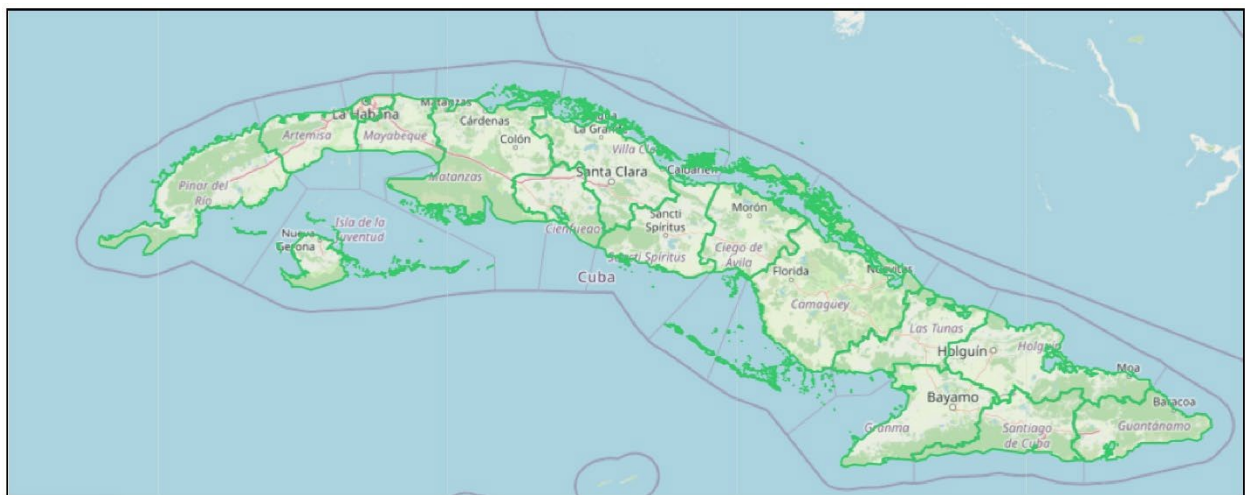 Matanzas
La Habana
Cárdenas
Artemisa
Mayabeque
Colón
La Grande
Villa Cl
Santa Clara
Caibarién
Matanzas
Pinar del
Río
Morón
Sancti
Spíritus
Isla de la
Juventud
Nueva
Gerona
Cienfuegos
Ciego de
Ávila
Sancti Spíritus
Cuba
Florida
Nuevitas
Camagüey
Las Tunas
Holguín
Holguín
Moa
Bayamo
Baracoa
Granma
Santiago
de Cuba
Guantánamo